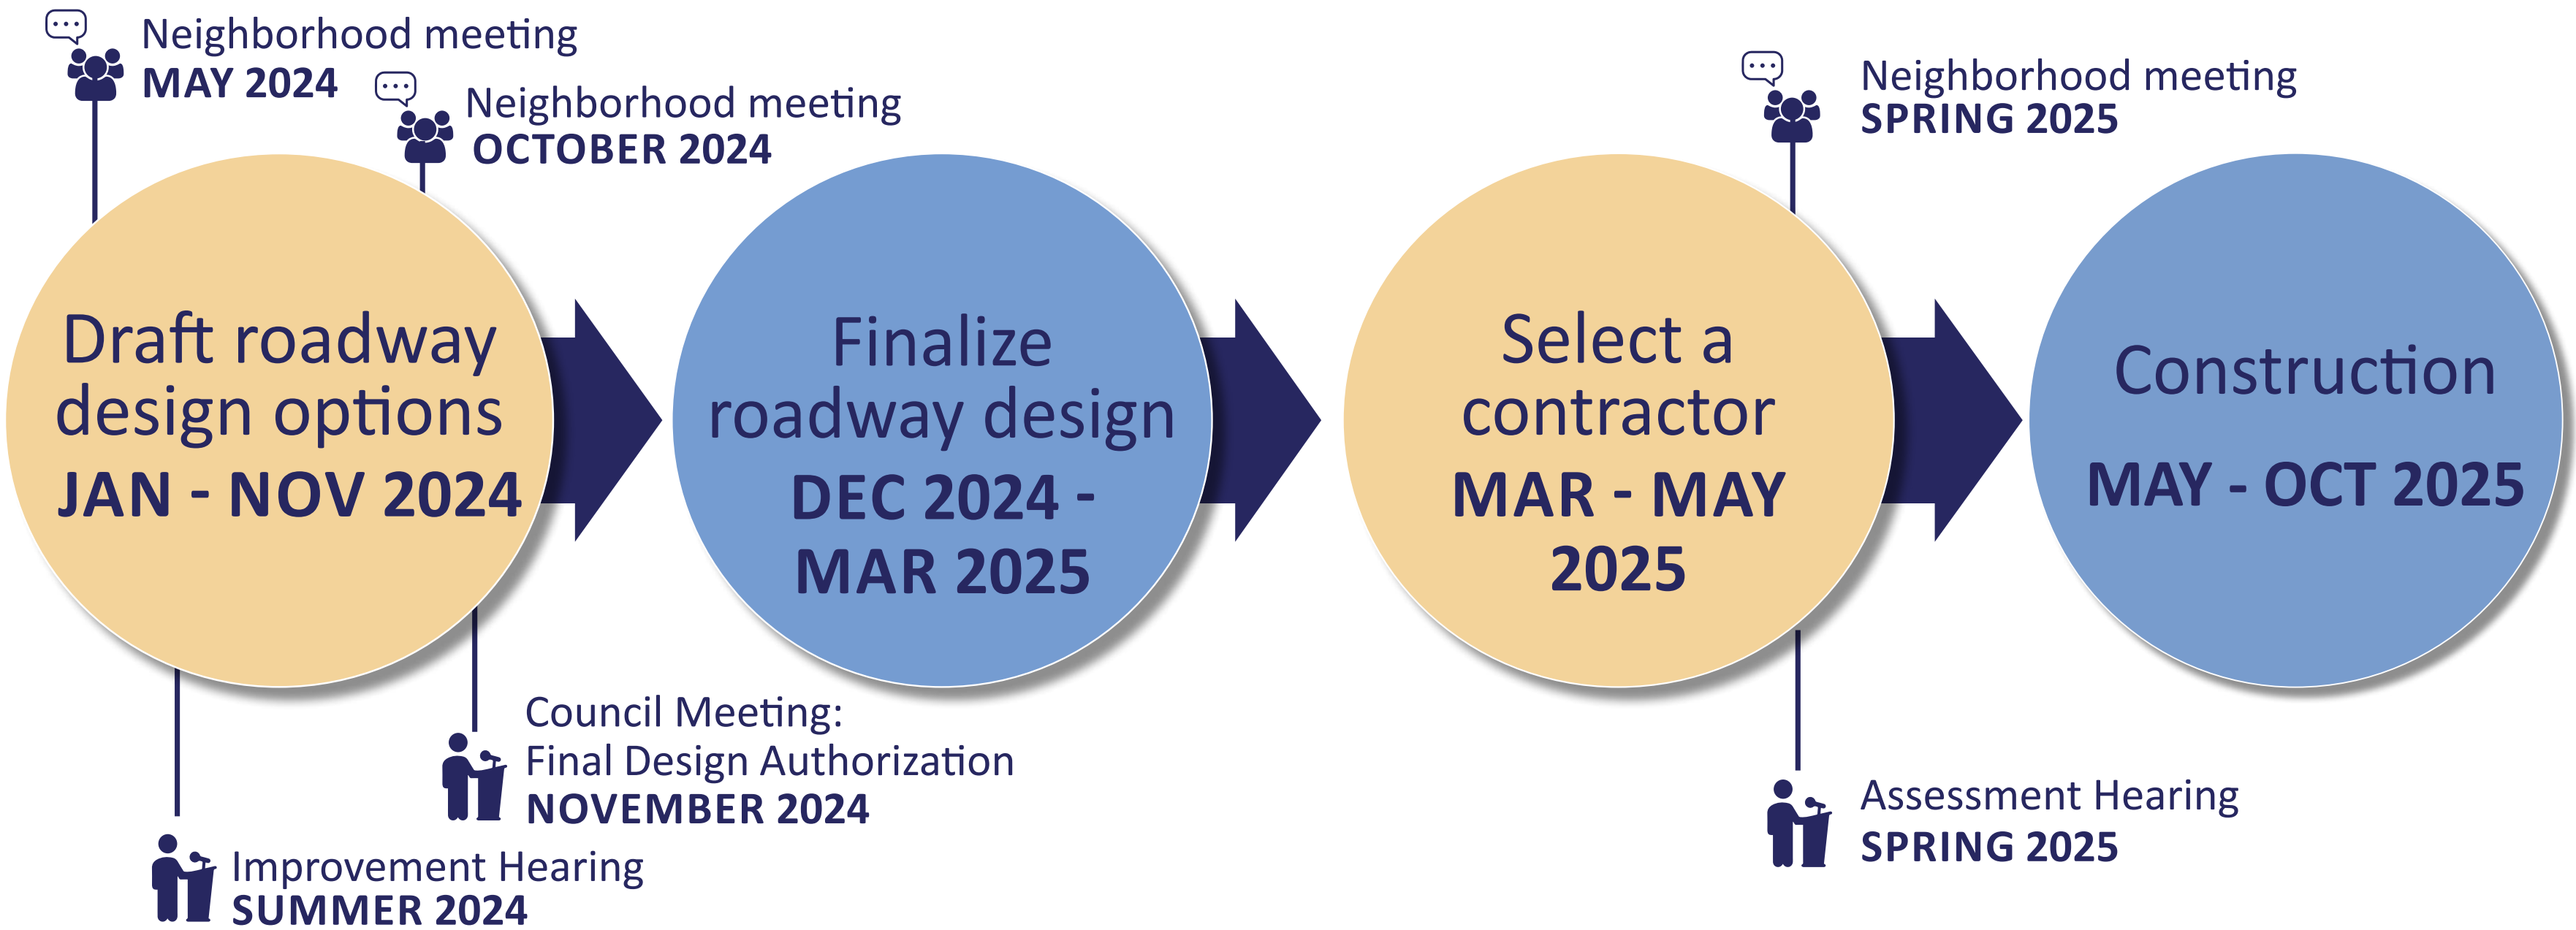 Neighborhood meeting
MAY 2024
Neighborhood meeting
OCTOBER 2024
Neighborhood meeting
SPRING 2025
Draft roadway
design options
JAN - NOV 2024
Finalize
roadway design
DEC 2024 -
MAR 2025
Select a
contractor
MAR - MAY
2025
Construction
MAY - OCT 2025
Council Meeting:
Final Design Authorization
NOVEMBER 2024
Improvement Hearing
SUMMER 2024
Assessment Hearing
SPRING 2025